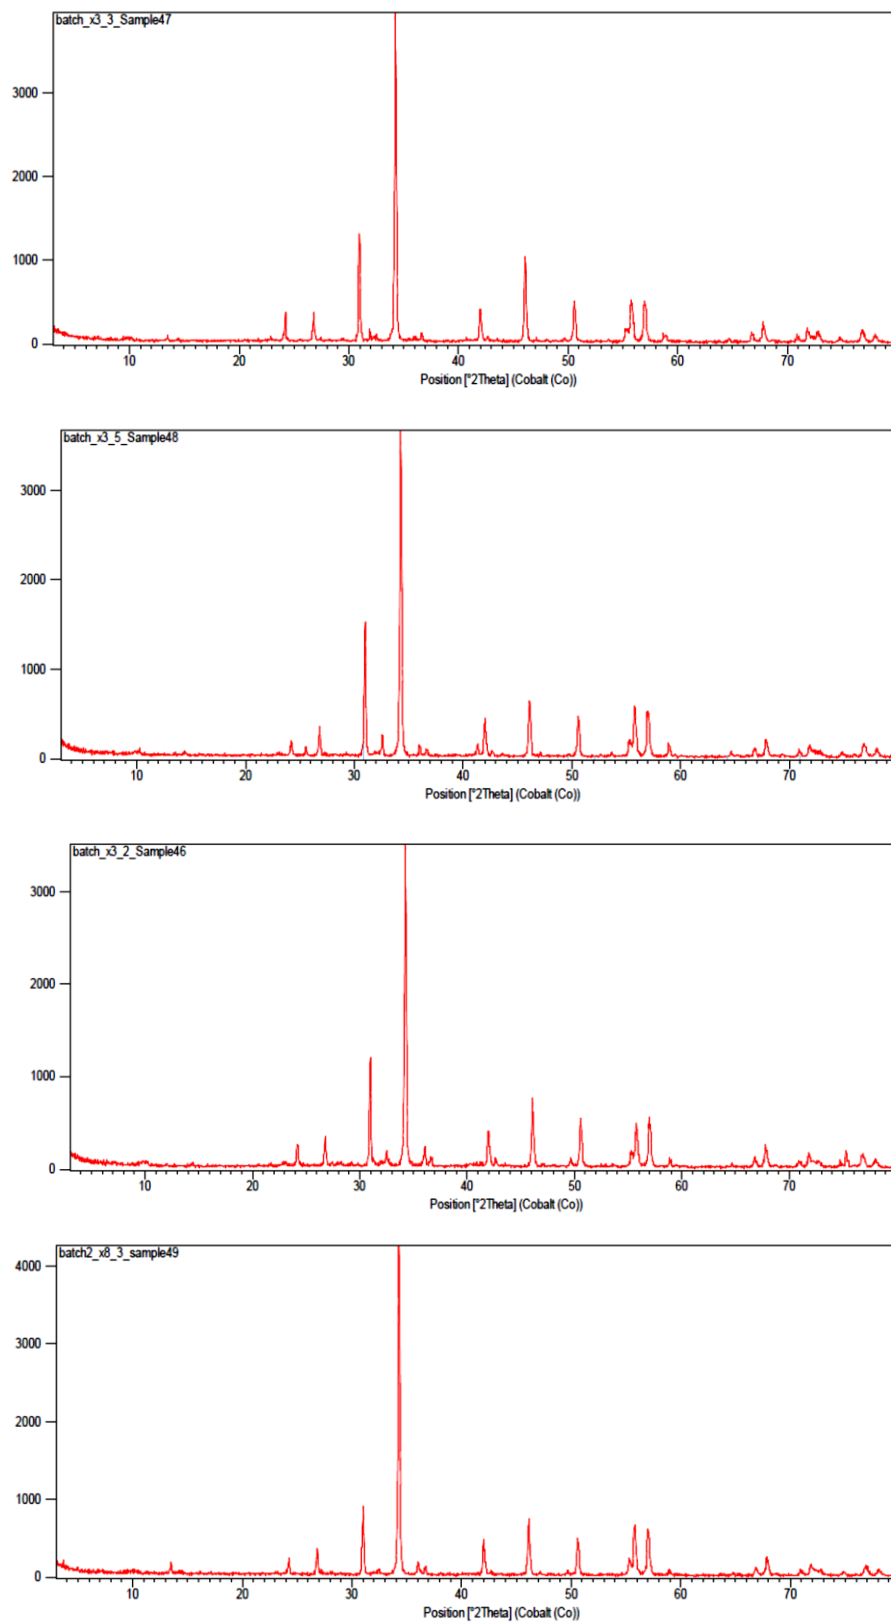 batch_x3_3_Sample47
3000
2000
1000
0
10 20 30 40 50 60 70
Position [°2Theta] (Cobalt (Co))
batch_x3_5_Sample48
3000
2000
1000
0
10 20 30 40 50 60 70
Position [°2Theta] (Cobalt (Co))
batch_x3_2_Sample46
3000
2000
1000
0
10 20 30 40 50 60 70
Position [°2Theta] (Cobalt (Co))
batch2_x8_3_sample49
4000
3000
2000
1000
0
10 20 30 40 50 60 70
Position [°2Theta] (Cobalt (Co))